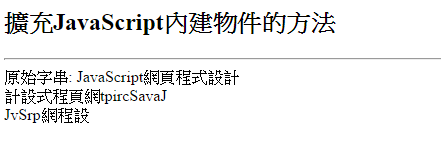 擴充JavaScript內建物件的方法
原始字串: JavaScript網頁程式設計
計設式程頁網tpircSavaJ
JvSrp網程設